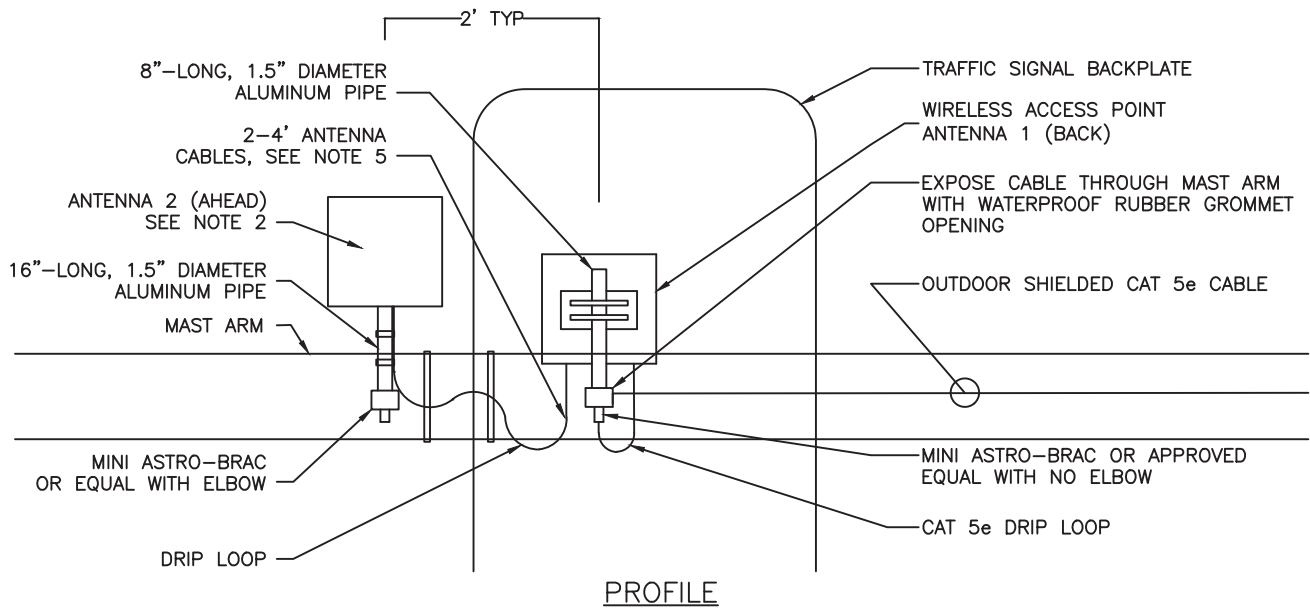 2' TYP
8"-LONG, 1.5" DIAMETER
ALUMINUM PIPE
2-4' ANTENNA
CABLES, SEE NOTE 5
ANTENNA 2 (AHEAD)
SEE NOTE 2
16"-LONG, 1.5" DIAMETER
ALUMINUM PIPE
MAST ARM
MINI ASTRO-BRAC
OR EQUAL WITH ELBOW
DRIP LOOP
TRAFFIC SIGNAL BACKPLATE
WIRELESS ACCESS POINT
ANTENNA 1 (BACK)
EXPOSE CABLE THROUGH MAST ARM
WITH WATERPROOF RUBBER GROMMET
OPENING
OUTDOOR SHIELDED CAT 5e CABLE
MINI ASTRO-BRAC OR APPROVED
EQUAL WITH NO ELBOW
CAT 5e DRIP LOOP
PROFILE